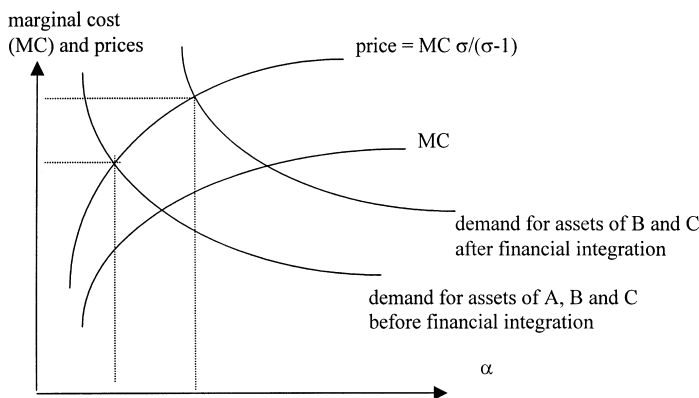 marginal cost
(MC) and prices
price = MC σ/(σ-1)
MC
demand for assets of B and C
after financial integration
demand for assets of A, B and C
before financial integration
α